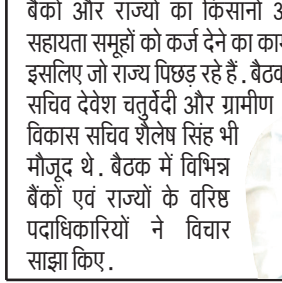 बैंकों और राज्यों का किसानों
सहायता समूहों को कर्ज देने का
इसलिए जो राज्य पिछड़ रहे हैं. बैठक
सचिव देवेश चतुर्वेदी और ग्रामीण
विकास सचिव शैलेष सिंह भी
मौजूद थे. बैठक में विभिन्न
बैंकों एवं राज्यों के वरिष्ठ
पदाधिकारियों ने विचार
साझा किए.